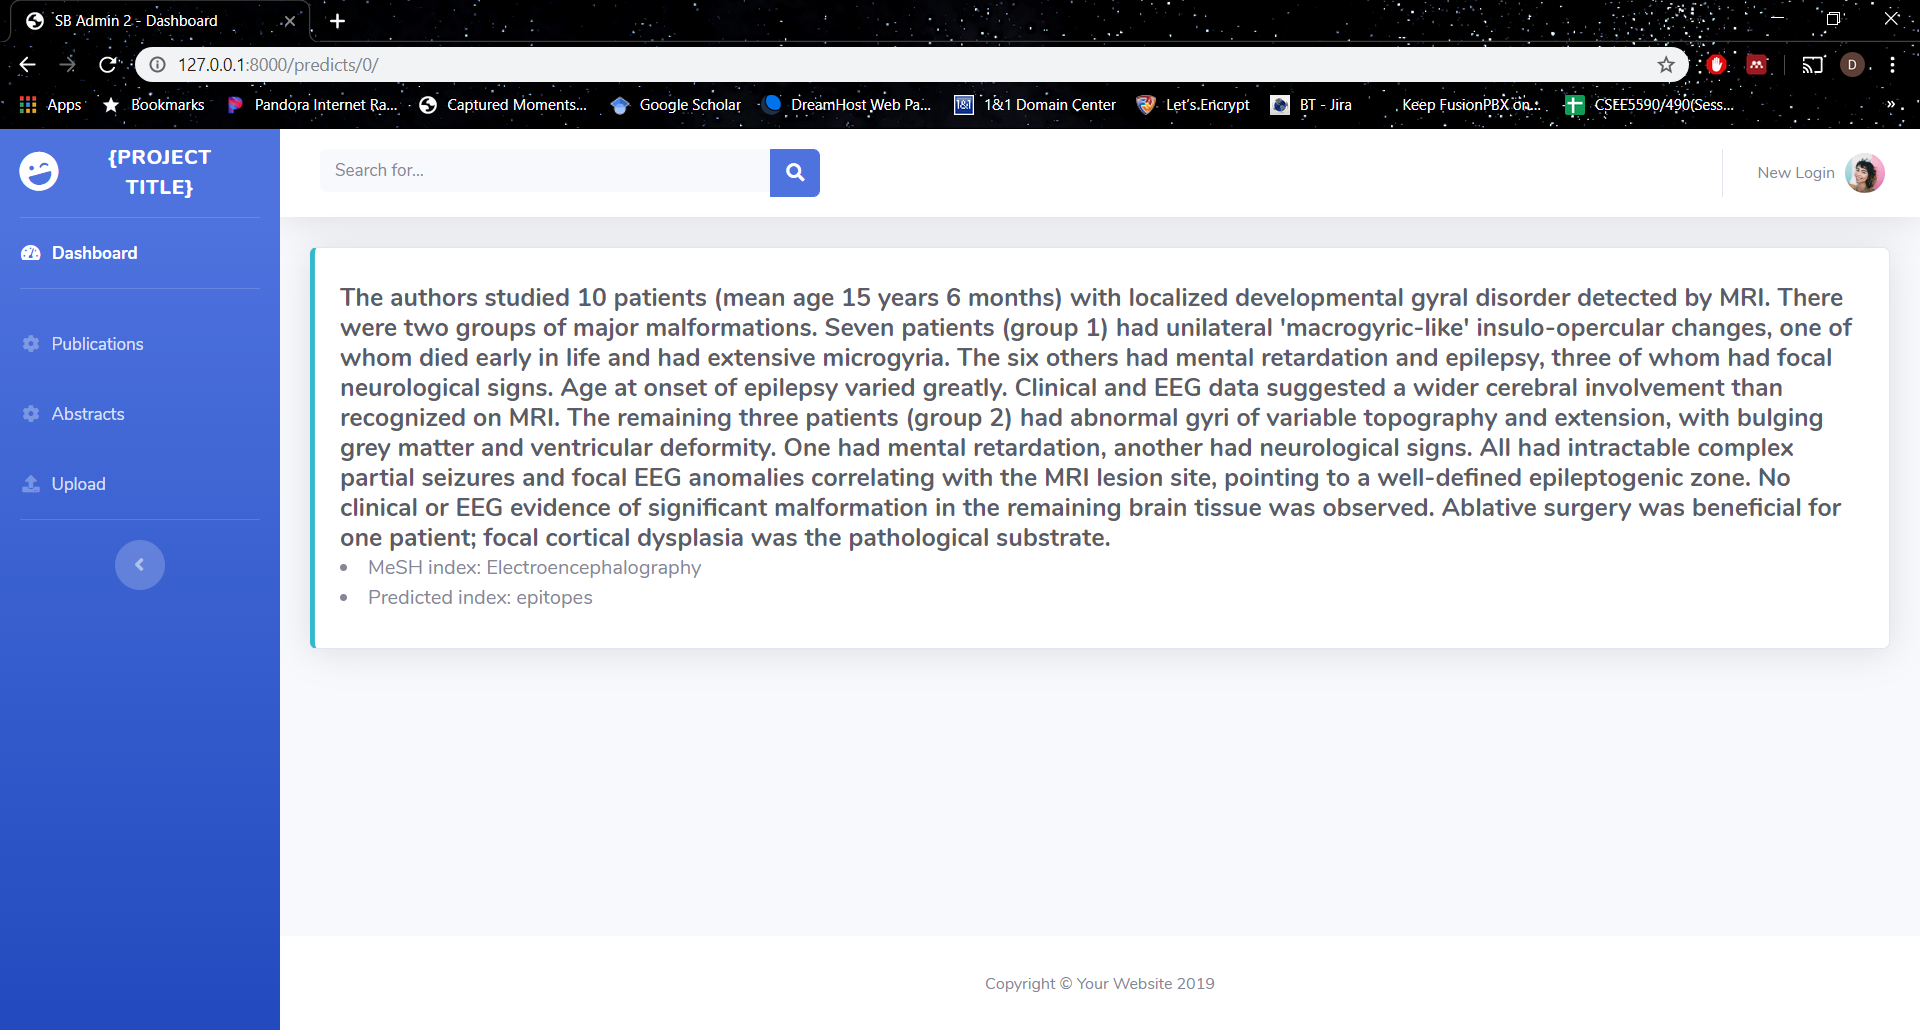 SB Admin 2 - Dashboard
127.0.0.1:8000/predicts/0/
D
Apps Bookmarks Pandora Internet Ra... Captured Moments... Google Scholar DreamHost Web Pa... 1&1 1&1 Domain Center Let's Encrypt BT - Jira Keep FusionPBX on... CSEE5590/490(Sess...
{PROJECT
TITLE}
Dashboard
Publications
Abstracts
Upload
Search for...
New Login
The authors studied 10 patients (mean age 15 years 6 months) with localized developmental gyral disorder detected by MRI. There
were two groups of major malformations. Seven patients (group 1) had unilateral 'macrogyric-like' insulo-opercular changes, one of
whom died early in life and had extensive microgyria. The six others had mental retardation and epilepsy, three of whom had focal
neurological signs. Age at onset of epilepsy varied greatly. Clinical and EEG data suggested a wider cerebral involvement than
recognized on MRI. The remaining three patients (group 2) had abnormal gyri of variable topography and extension, with bulging
grey matter and ventricular deformity. One had mental retardation, another had neurological signs. All had intractable complex
partial seizures and focal EEG anomalies correlating with the MRI lesion site, pointing to a well-defined epileptogenic zone. No
clinical or EEG evidence of significant malformation in the remaining brain tissue was observed. Ablative surgery was beneficial for
one patient; focal cortical dysplasia was the pathological substrate.
MeSH index: Electroencephalography
Predicted index: epitopes
Copyright © Your Website 2019